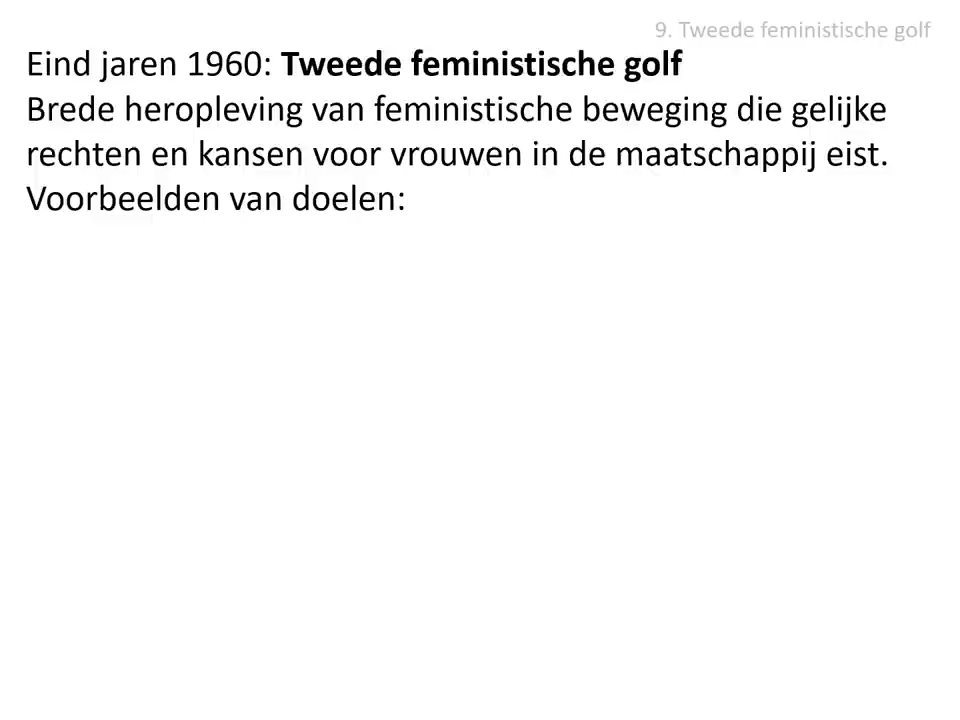 9. Tweede feministische golf
Eind jaren 1960: Tweede feministische golf
Brede heropleving van feministische beweging die gelijke
rechten en kansen voor vrouwen in de maatschappij eist.
Voorbeelden van doelen: